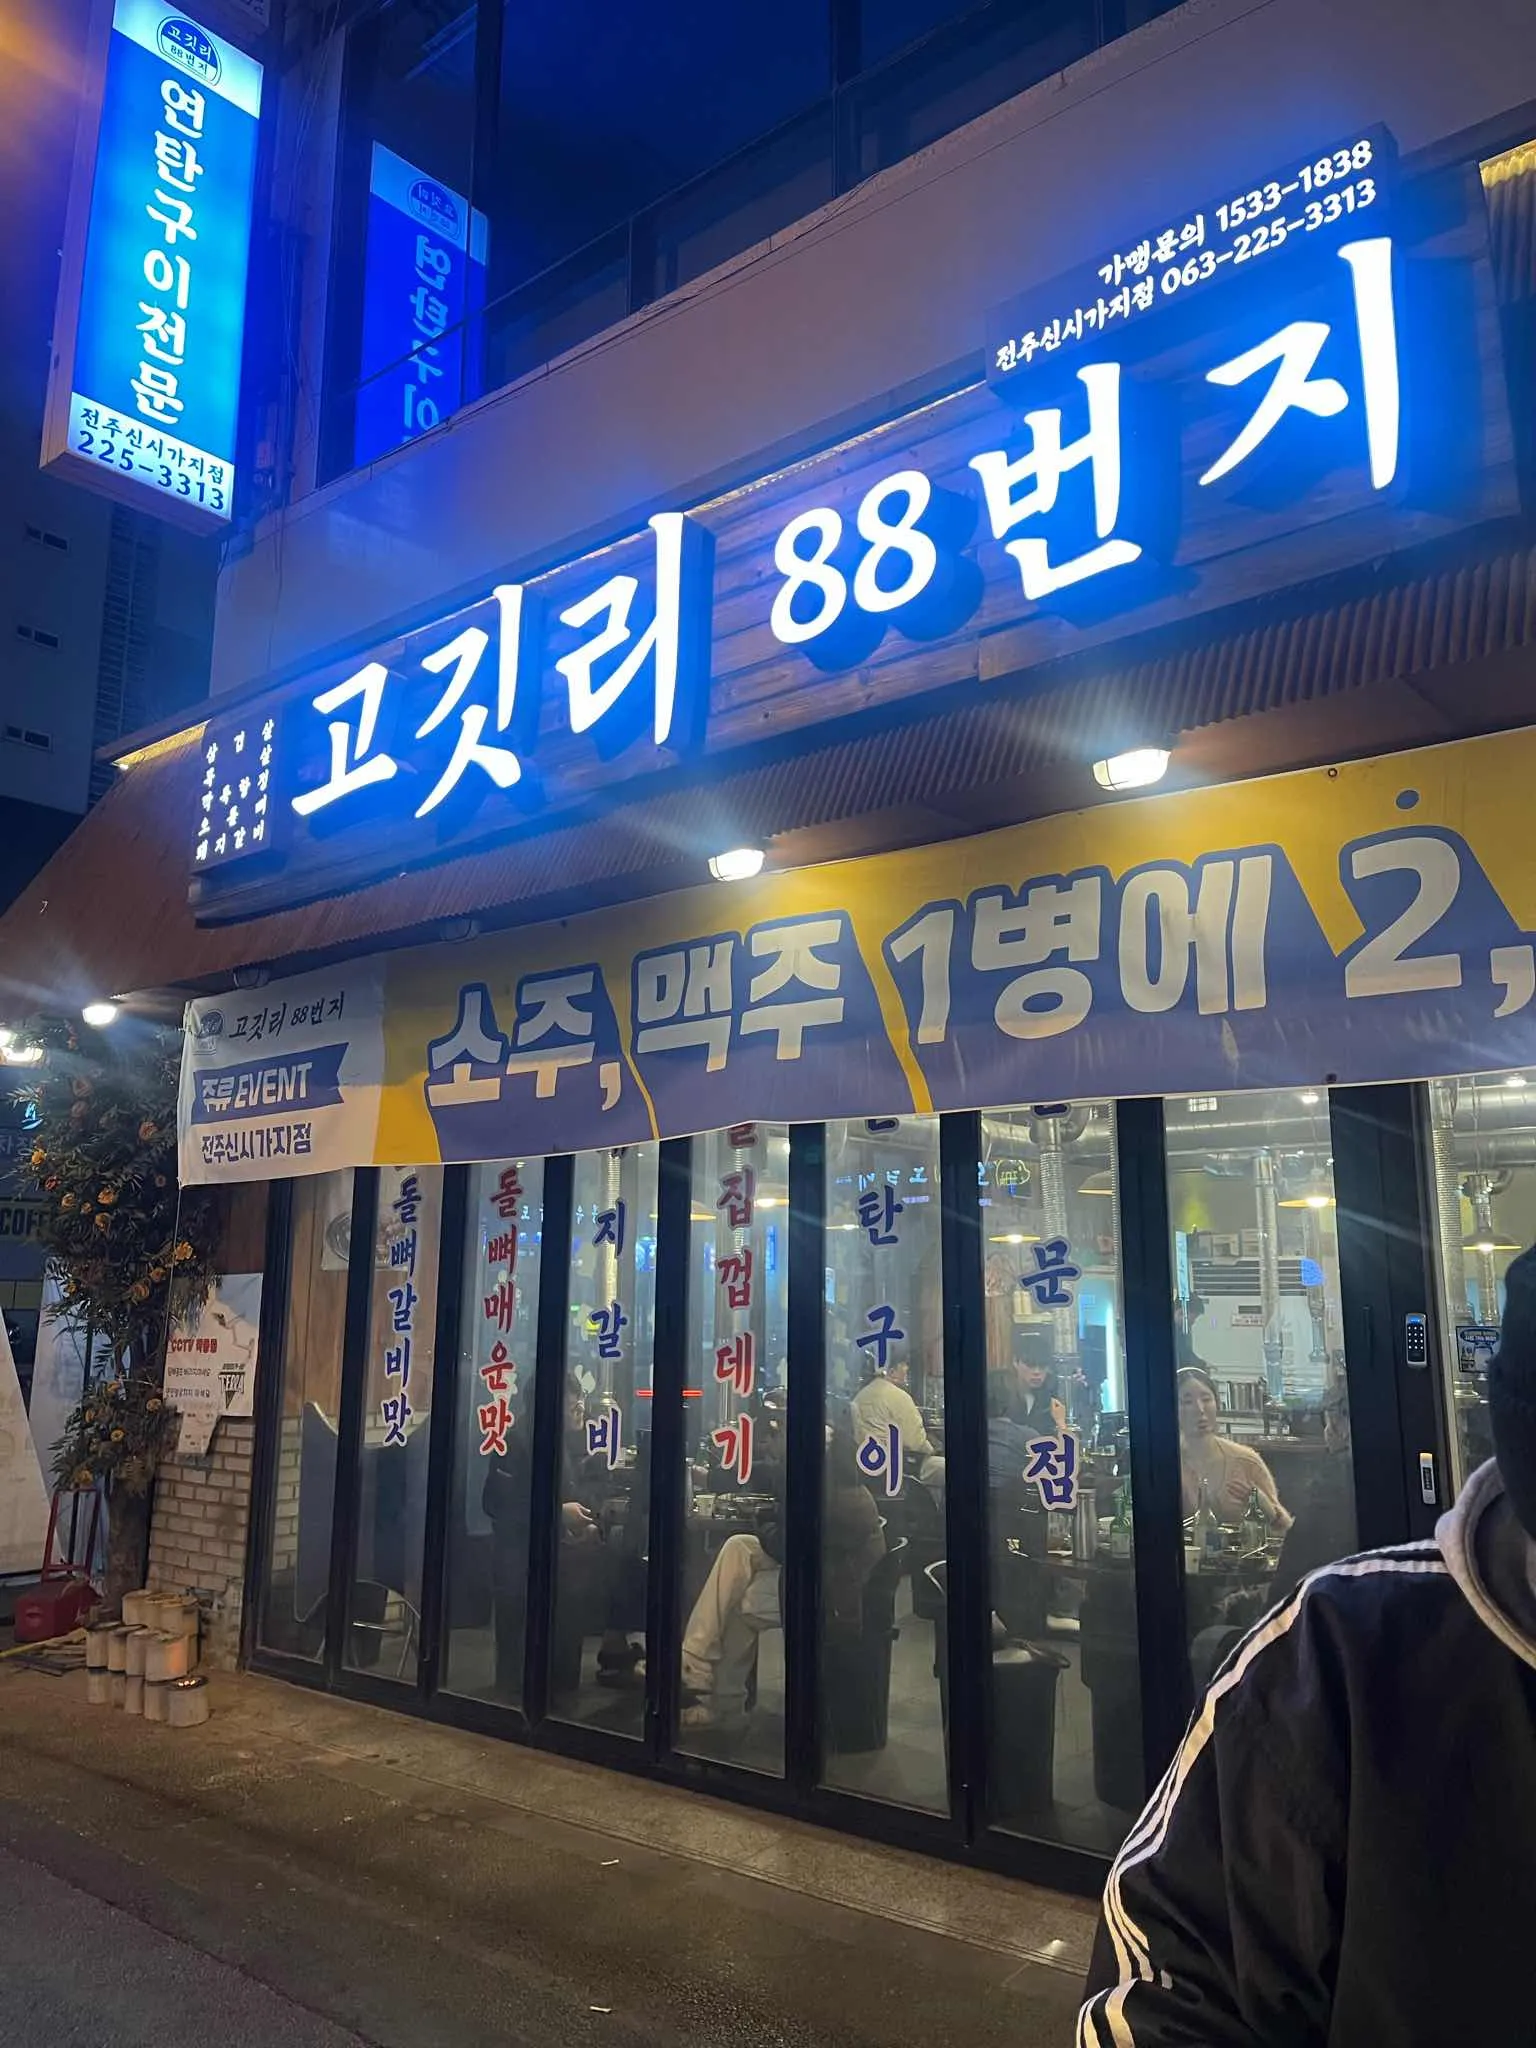 고깃리
88번지
연탄구이전문
전주신시가지점
225-3313
가맹문의 1533-1838
전주신시가지점 063-225-3313
고깃리 88번지
고깃리 88번지
주류 EVENT
전주신시가지점
소주, 맥주 1병에 2,
돌뼈갈비맛
돌뼈매운맛
지갈비
집껍데기
탄구이
문점
CCTV
TERRA